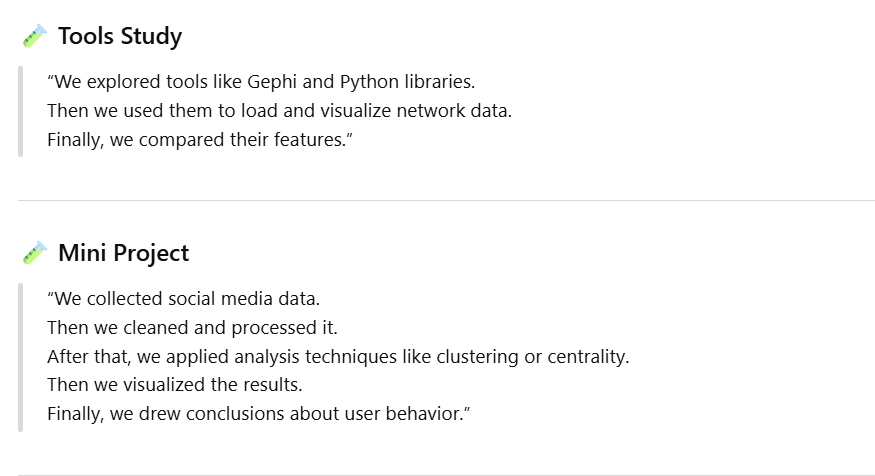 Tools Study
“We explored tools like Gephi and Python libraries.
Then we used them to load and visualize network data.
Finally, we compared their features.”
Mini Project
“We collected social media data.
Then we cleaned and processed it.
After that, we applied analysis techniques like clustering or centrality.
Then we visualized the results.
Finally, we drew conclusions about user behavior.”